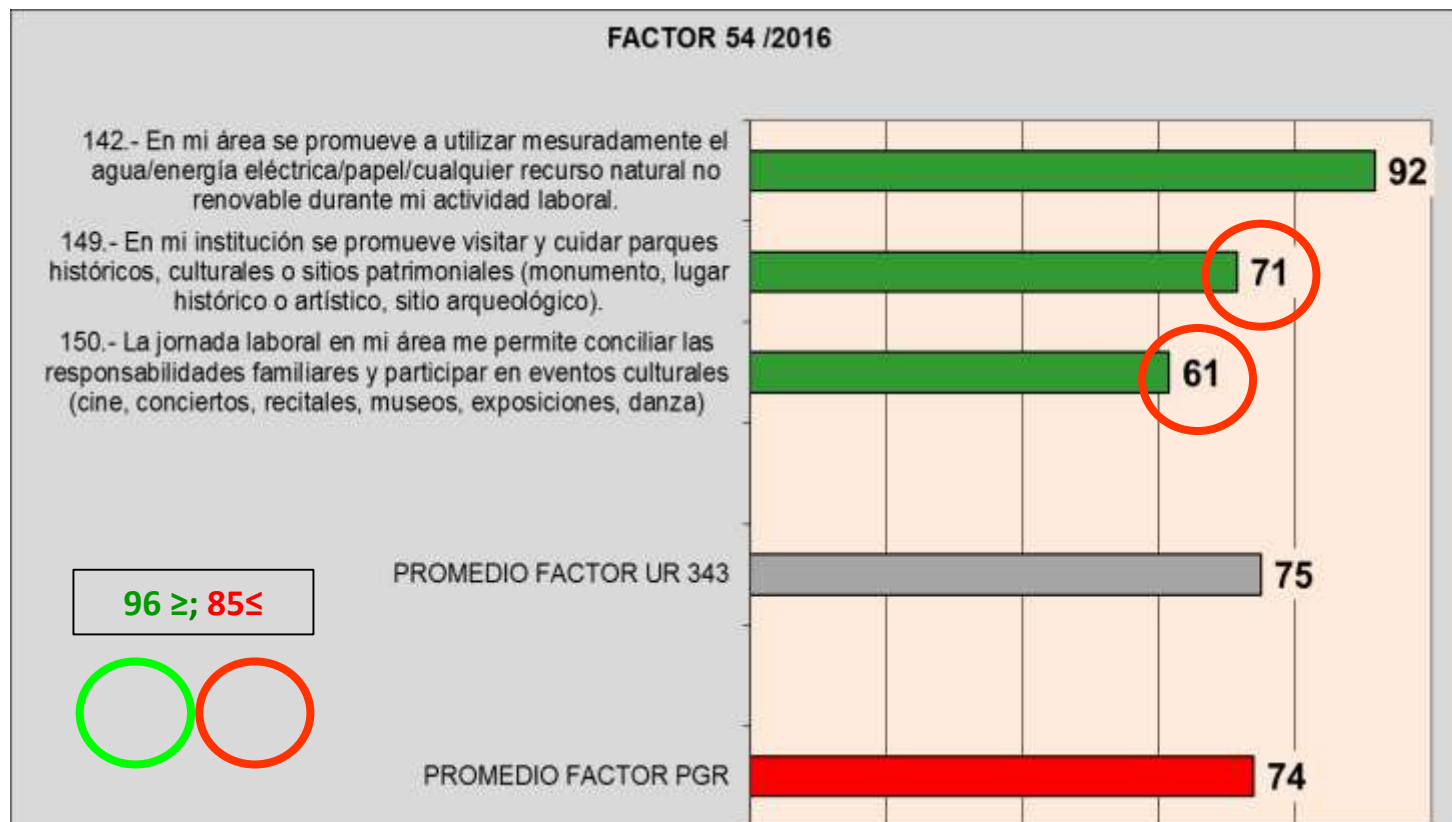 FACTOR 54 /2016
142.- En mi área se promueve a utilizar mesuradamente el
agua/energía eléctrica/papel/cualquier recurso natural no
renovable durante mi actividad laboral.
92
149.- En mi institución se promueve visitar y cuidar parques
históricos, culturales o sitios patrimoniales (monumento, lugar
histórico o artístico, sitio arqueológico).
71
150.- La jornada laboral en mi área me permite conciliar las
responsabilidades familiares y participar en eventos culturales
(cine, conciertos, recitales, museos, exposiciones, danza)
61
PROMEDIO FACTOR UR 343
75
96 ≥; 85≤
PROMEDIO FACTOR PGR
74